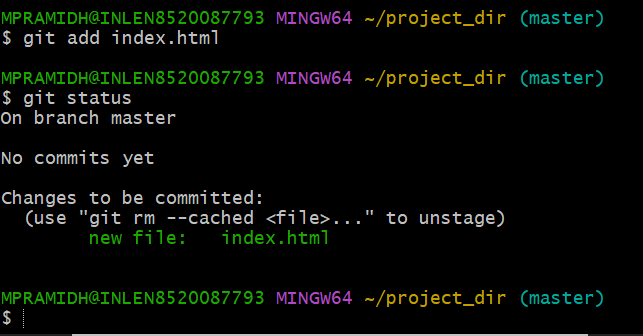 MPRAMIDH@INLEN8520087793 MINGW64 ~/project_dir (master)
$ git add index.html
MPRAMIDH@INLEN8520087793 MINGW64 ~/project_dir (master)
$ git status
On branch master
No commits yet
Changes to be committed:
  (use "git rm --cached <file>..." to unstage)
        new file:   index.html
MPRAMIDH@INLEN8520087793 MINGW64 ~/project_dir (master)
$